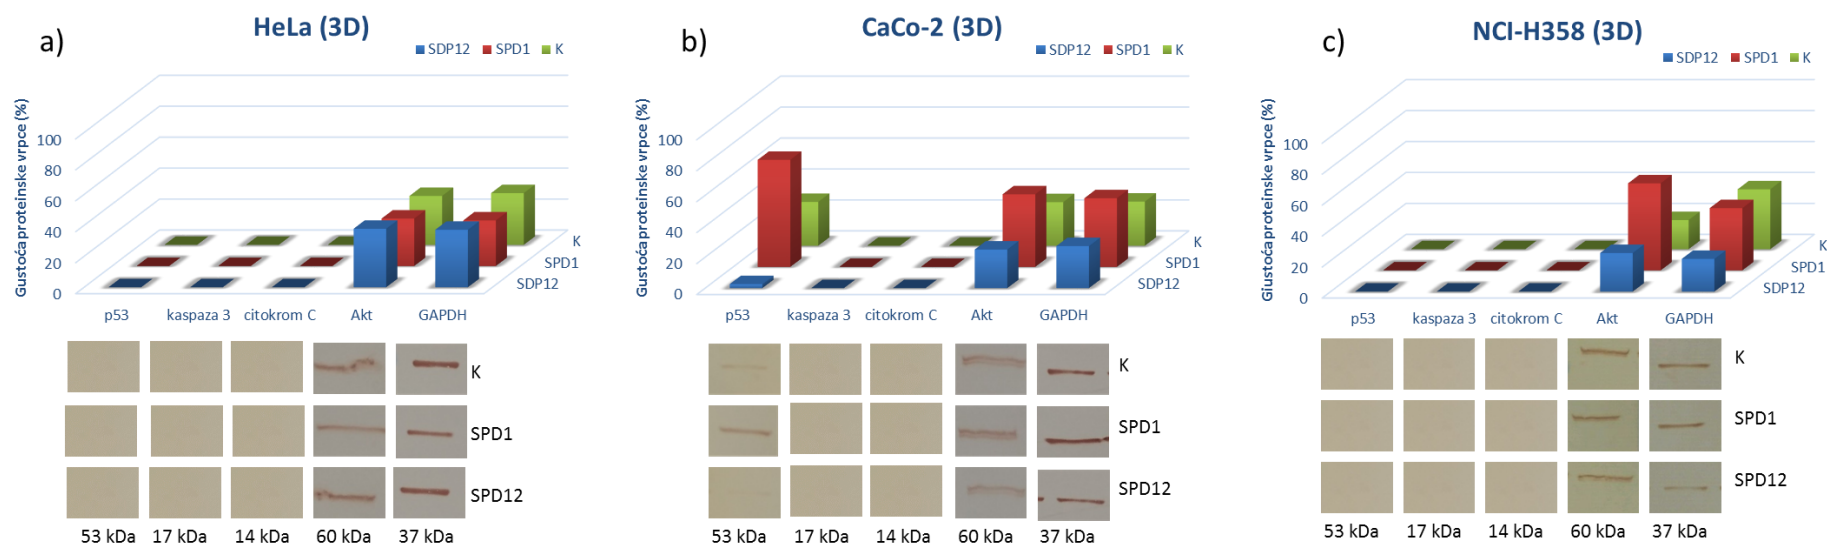 a)
HeLa (3D)
SDP12 SPD1 K
Gustoća proteinske vrpce (%)
100
80
60
40
20
0
K
SPD1
SDP12
p53 kaspaza 3 citokrom C Akt GAPDH
K
SPD1
SPD12
53 kDa 17 kDa 14 kDa 60 kDa 37 kDa
b)
CaCo-2 (3D)
SDP12 SPD1 K
Gustoća proteinske vrpce (%)
100
80
60
40
20
0
K
SPD1
SDP12
p53 kaspaza 3 citokrom C Akt GAPDH
K
SPD1
SPD12
53 kDa 17 kDa 14 kDa 60 kDa 37 kDa
c)
NCI-H358 (3D)
SDP12 SPD1 K
Giustoća proteinske vrpce (%)
100
80
60
40
20
0
K
SPD1
SDP12
p53 kaspaza 3 citokrom C Akt GAPDH
K
SPD1
SPD12
53 kDa 17 kDa 14 kDa 60 kDa 37 kDa